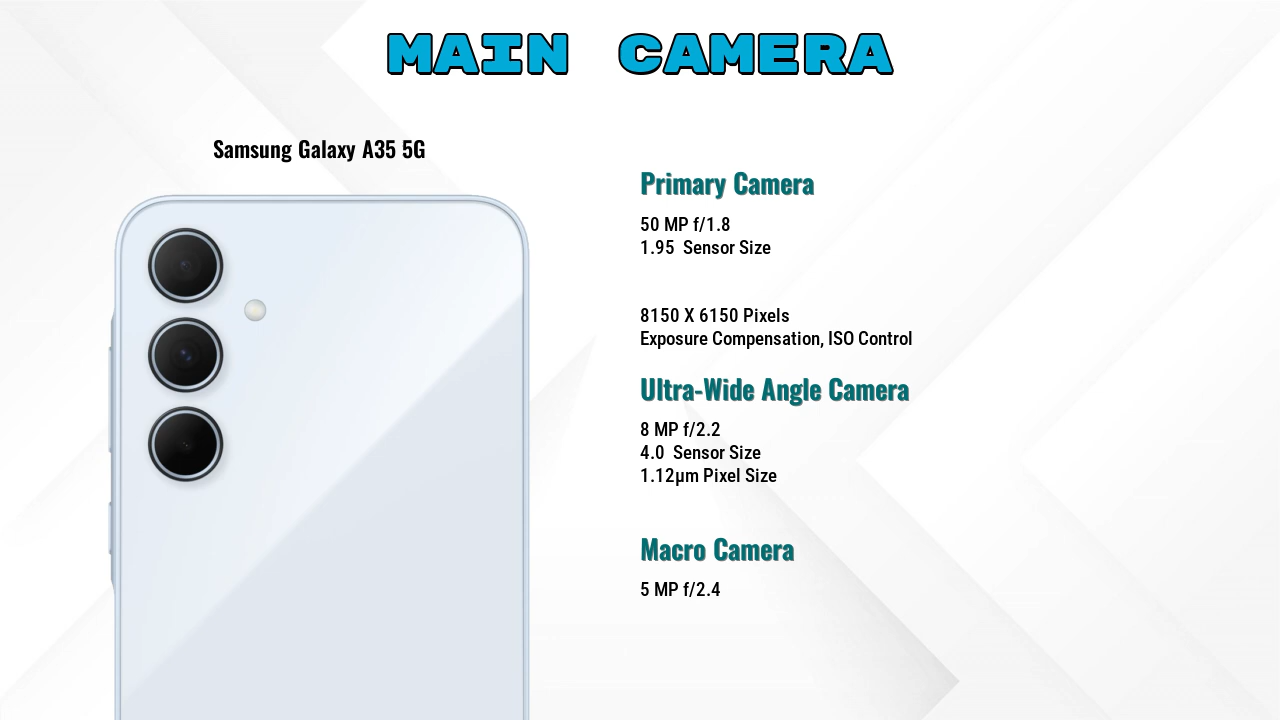 MAIN CAMERA
Samsung Galaxy A35 5G
Primary Camera
50 MP f/1.8
1.95  Sensor Size
8150 X 6150 Pixels
Exposure Compensation, ISO Control
Ultra-Wide Angle Camera
8 MP f/2.2
4.0  Sensor Size
1.12µm Pixel Size
Macro Camera
5 MP f/2.4